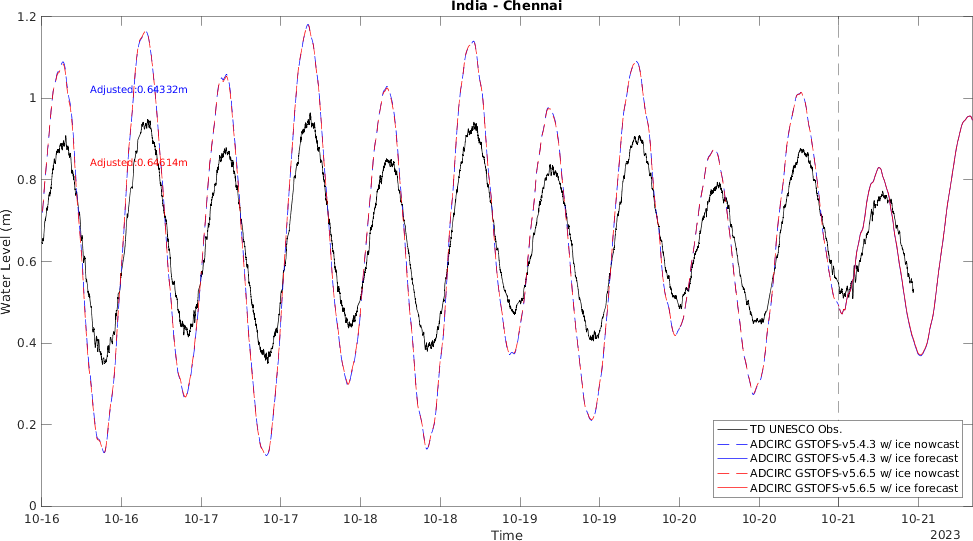 India - Chennai
1.2
Adjusted:0.64332m
1
Adjusted:0.64614m
0.8
0.6
0.4
0.2
0
Water Level (m)
TD UNESCO Obs.
ADCIRC GSTOFS-v5.4.3 w/ ice nowcast
ADCIRC GSTOFS-v5.4.3 w/ ice forecast
ADCIRC GSTOFS-v5.6.5 w/ ice nowcast
ADCIRC GSTOFS-v5.6.5 w/ ice forecast
10-16 10-16 10-17 10-17 10-18 10-18 10-19 10-19 10-20 10-20 10-21 10-21
Time
2023